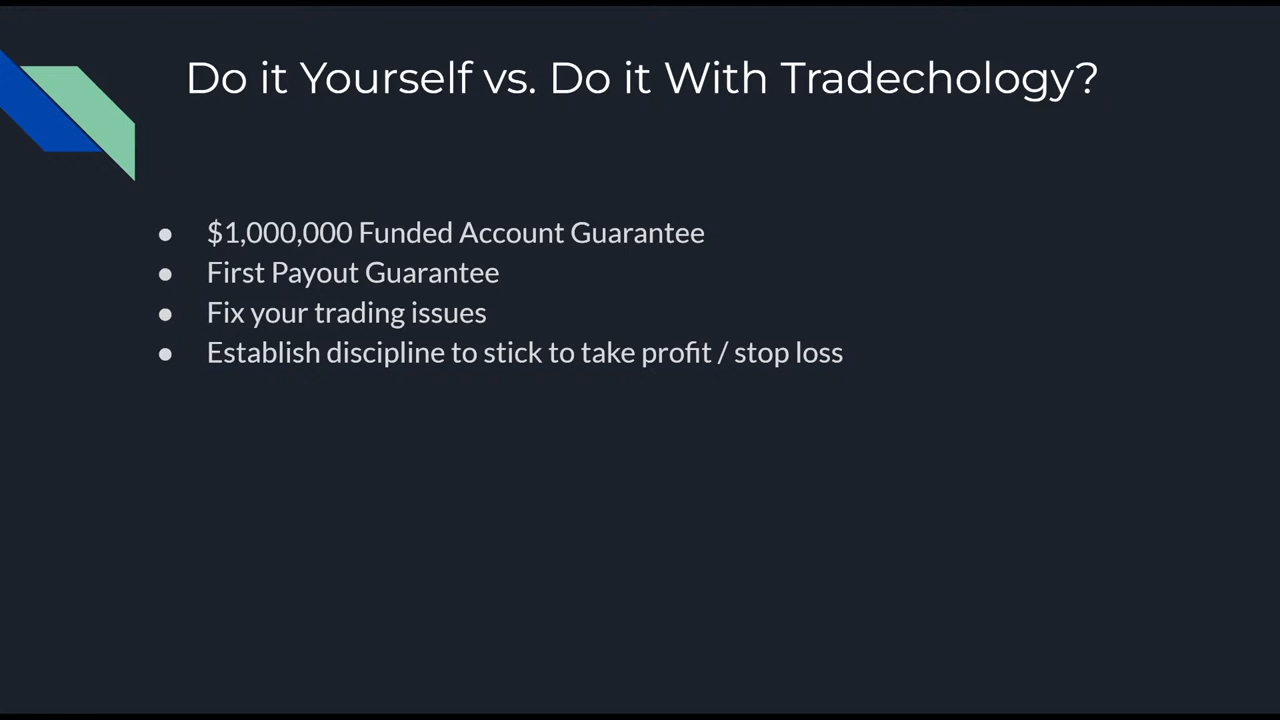 Do it Yourself vs. Do it With Tradechology?
● $1,000,000 Funded Account Guarantee
● First Payout Guarantee
● Fix your trading issues
● Establish discipline to stick to take profit / stop loss